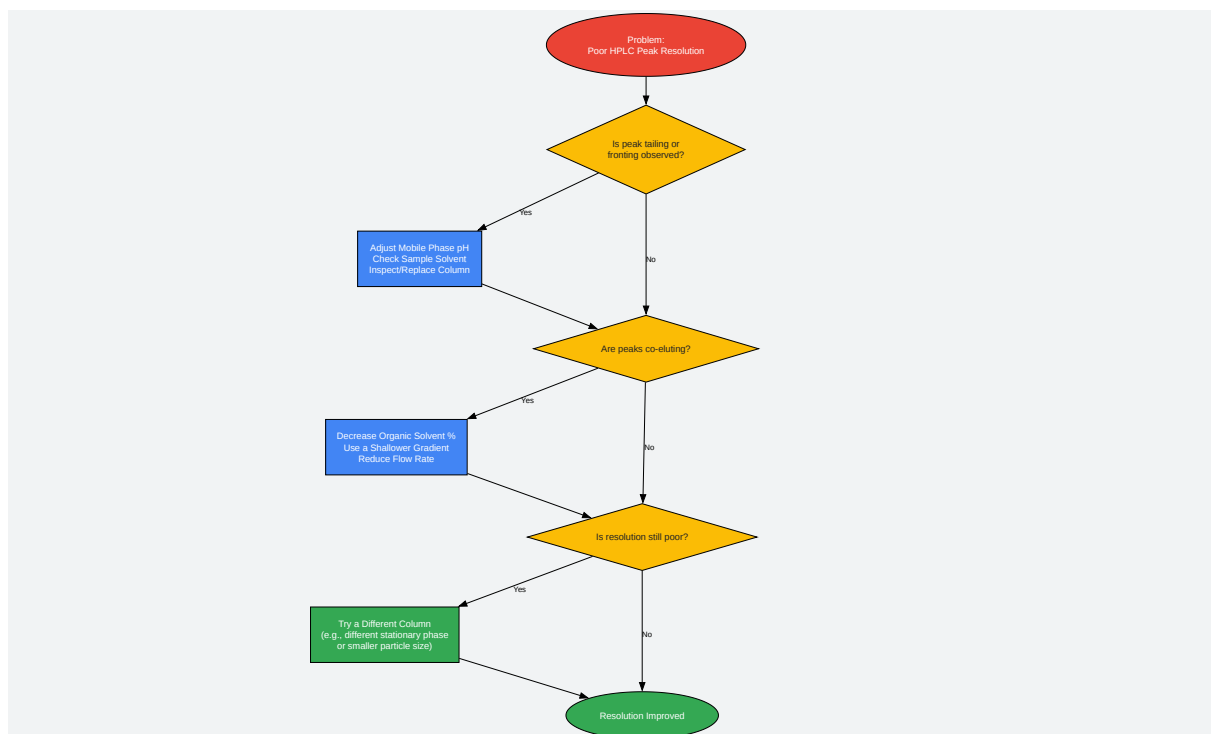 Problem:
Poor HPLC Peak Resolution
Is peak tailing or
fronting observed?
Yes
Adjust Mobile Phase pH
Check Sample Solvent
Inspect/Replace Column
No
Are peaks co-eluting?
Yes
Decrease Organic Solvent %
Use a Shallower Gradient
Reduce Flow Rate
No
Is resolution still poor?
Yes
Try a Different Column
(e.g., different stationary phase
or smaller particle size)
No
Resolution Improved